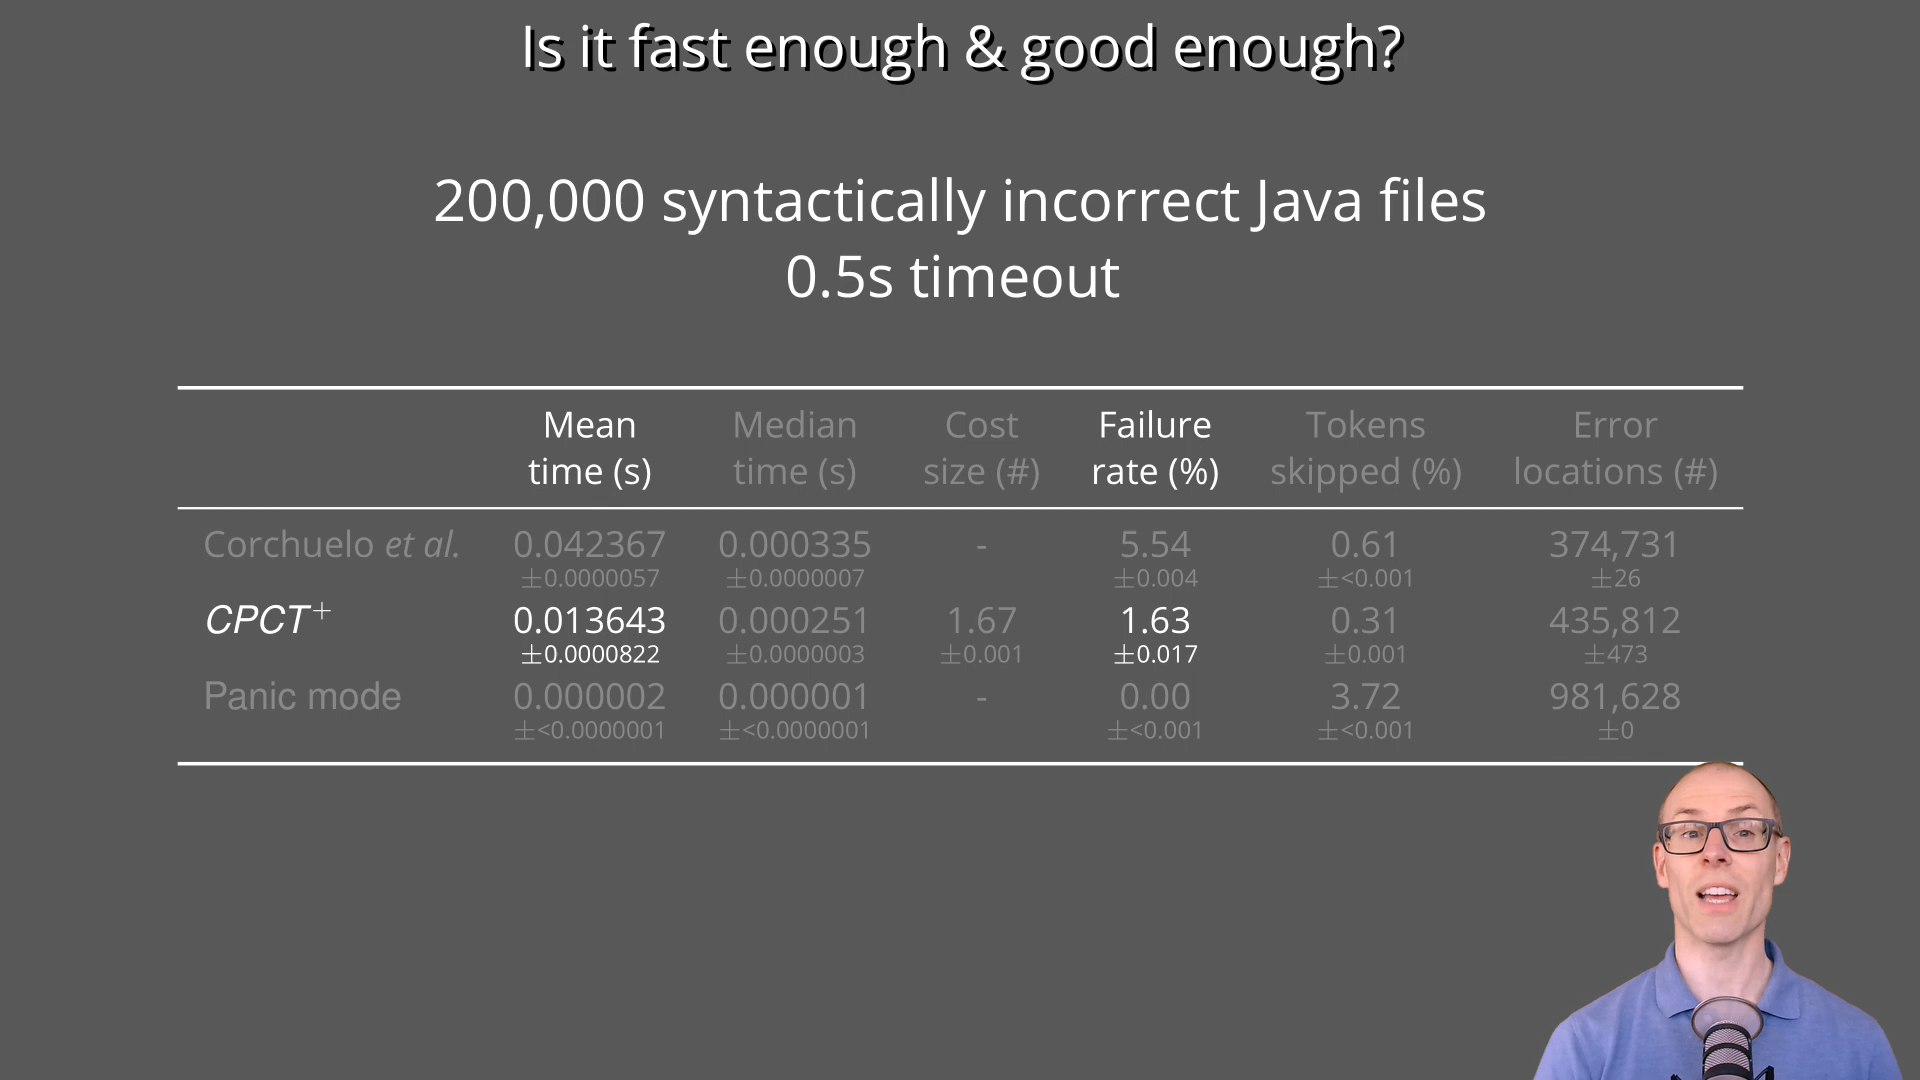 Is it fast enough & good enough?
200,000 syntactically incorrect Java files
0.5s timeout
Mean time (s) Median time (s) Cost size (#) Failure rate (%) Tokens skipped (%) Error locations (#)
Corchuelo et al. 0.042367 0.000335 - 5.54 0.61 374,731
±0.0000057 ±0.0000007 ±0.004 ±<0.001 ±26
CPCT+ 0.013643 0.000251 1.67 1.63 0.31 435,812
±0.0000822 ±0.0000003 ±0.001 ±0.017 ±0.001 ±473
Panic mode 0.000002 0.000001 - 0.00 3.72 981,628
±<0.0000001 ±<0.0000001 ±<0.001 ±<0.001 ±0